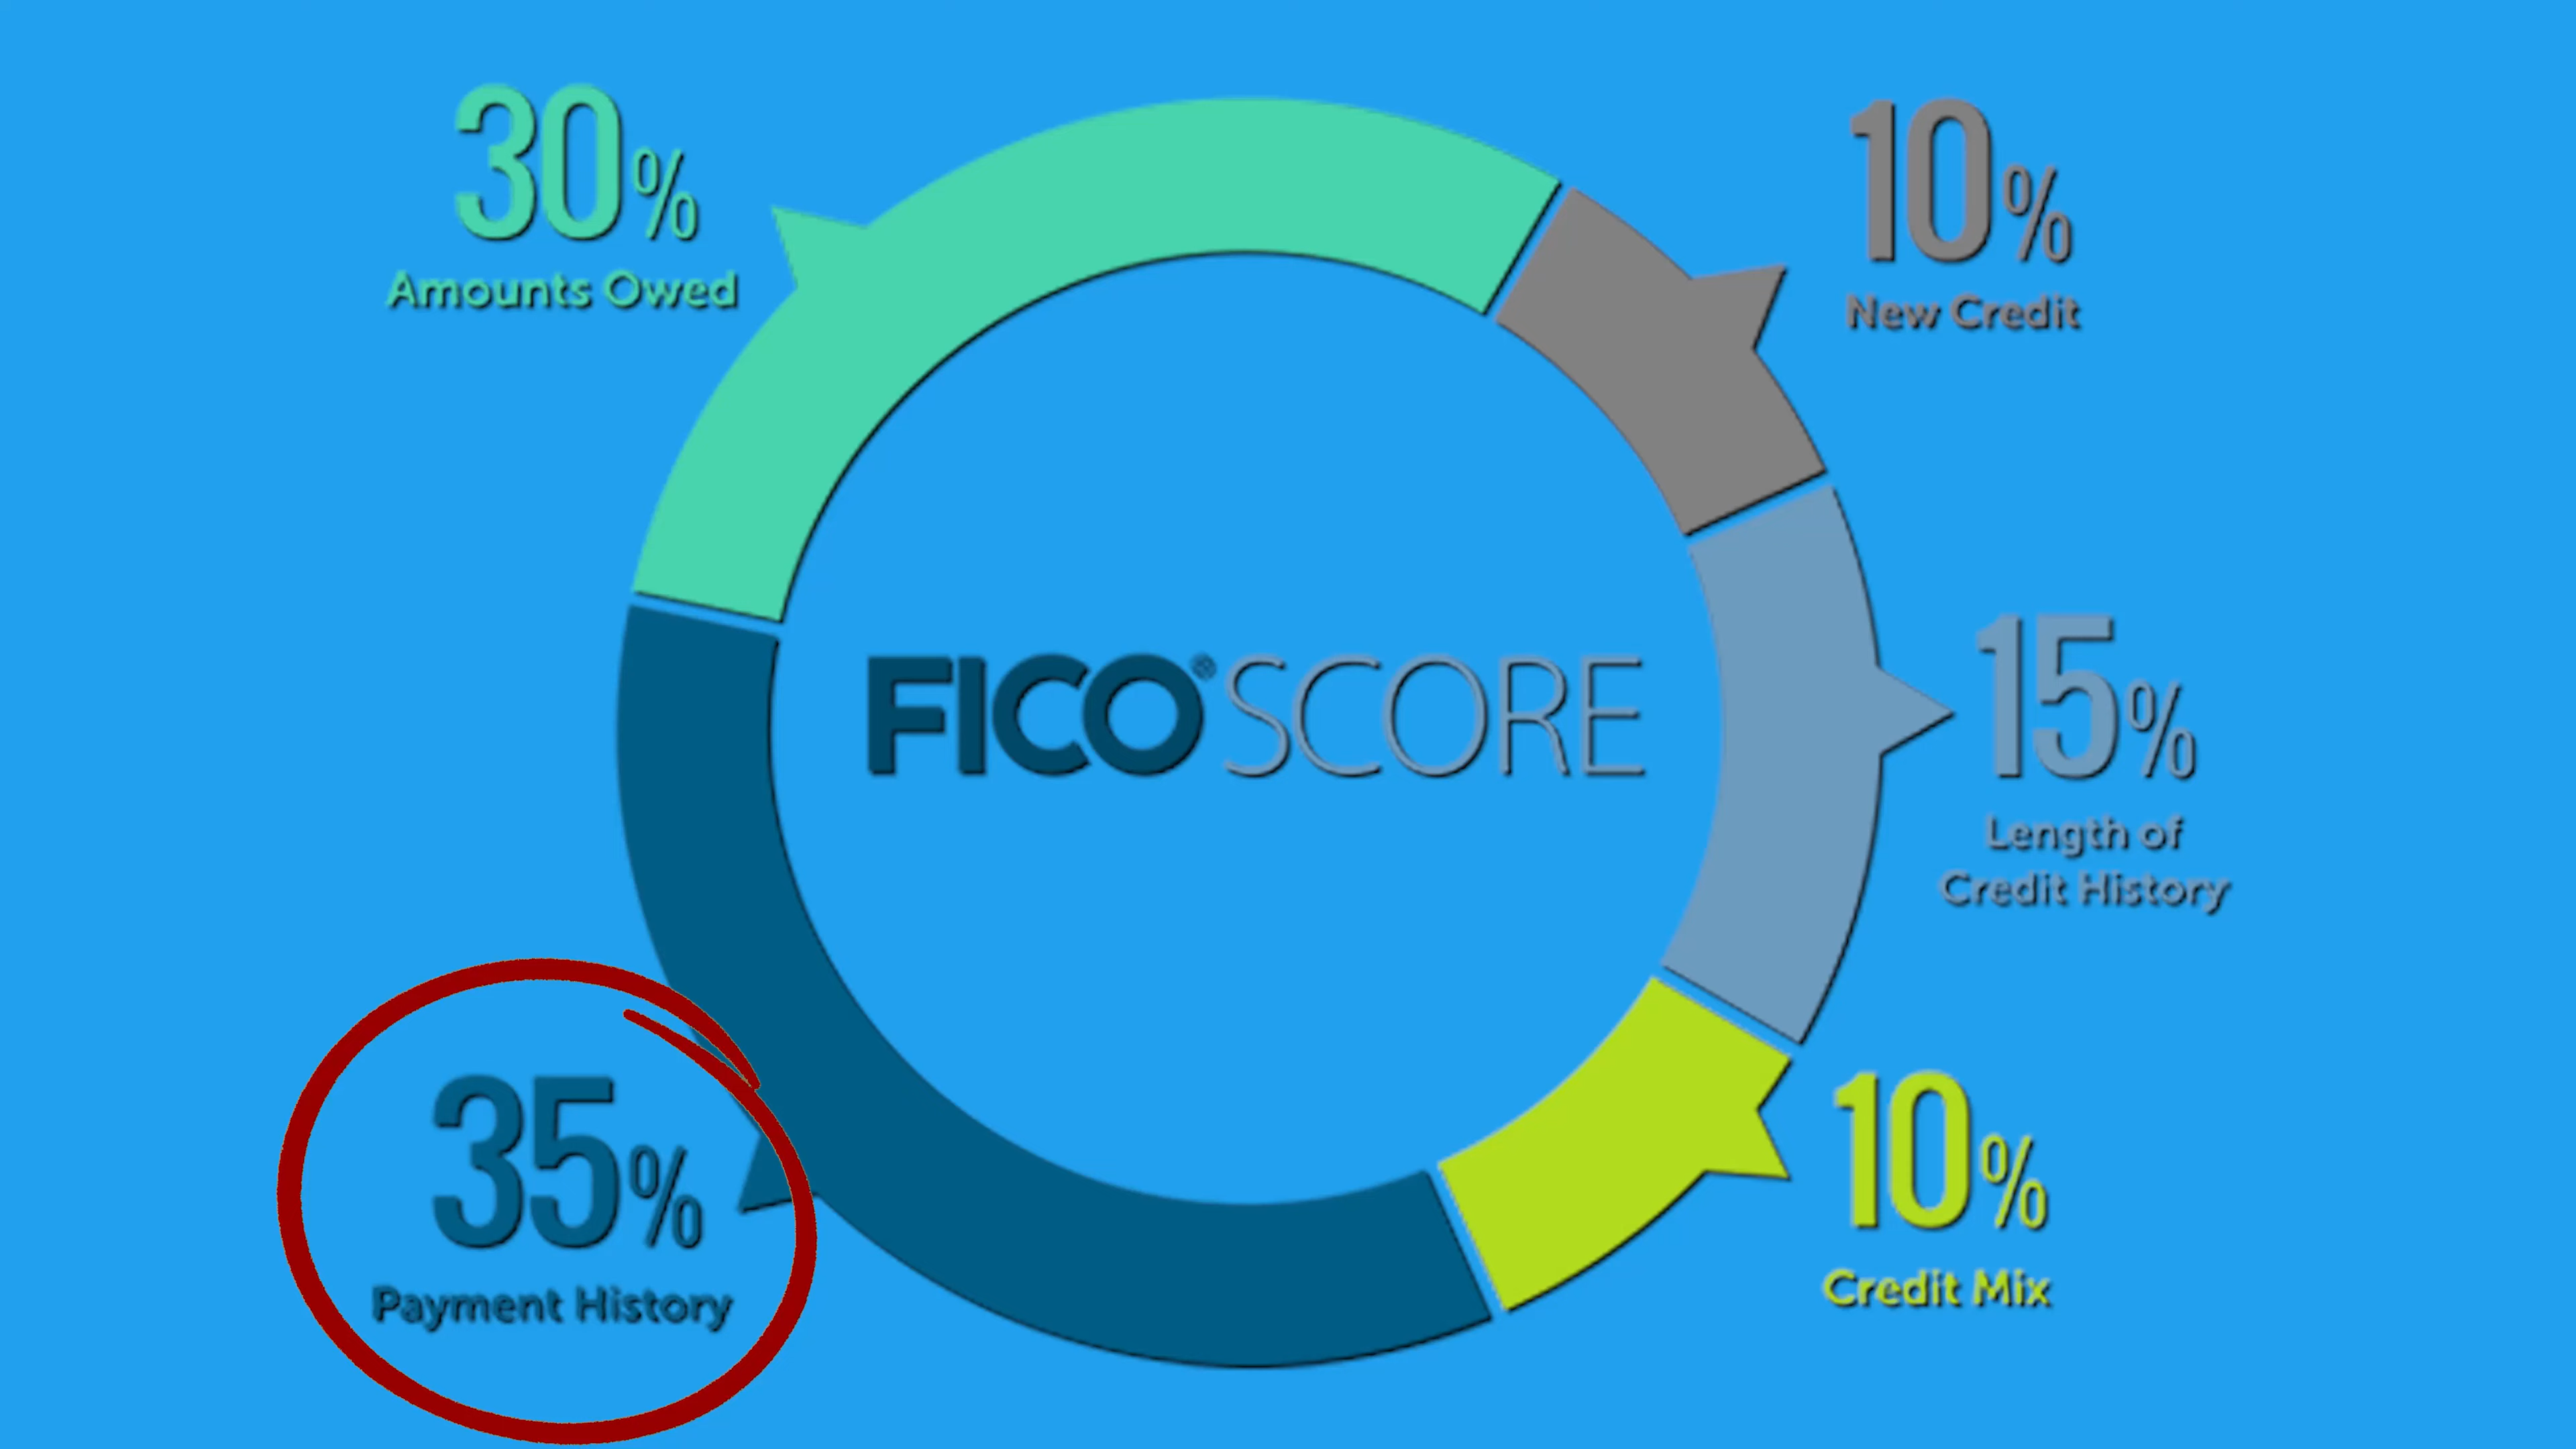 30%
Amounts Owed
10%
New Credit
FICO® SCORE
15%
Length of
Credit History
35%
Payment History
10%
Credit Mix